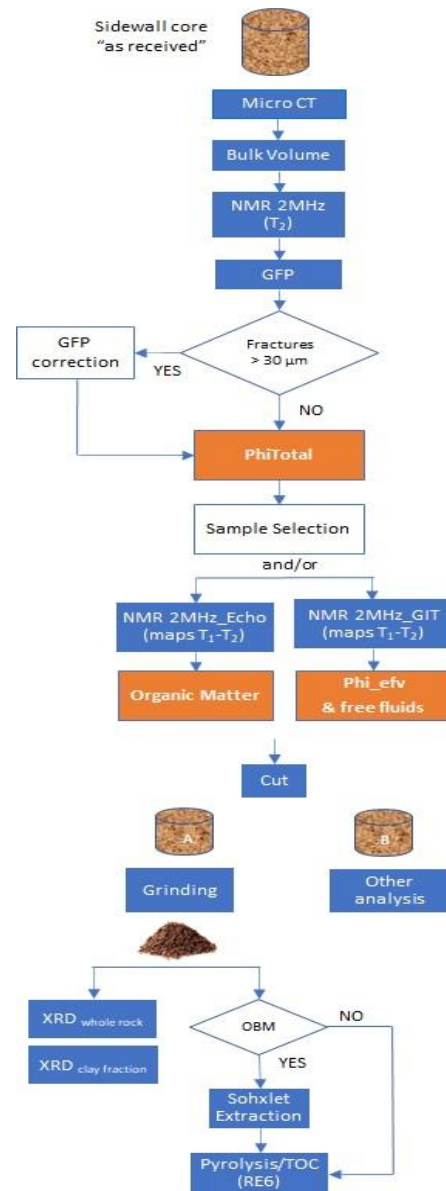 Sidewall core
“as received”
Micro CT
Bulk Volume
NMR 2MHz
(T₂)
GFP
GFP
correction
YES
Fractures
> 30 µm
NO
PhiTotal
Sample Selection
and/or
NMR 2MHz_Echo
(maps T₁-T₂)
NMR 2MHz_GIT
(maps T₁-T₂)
Organic Matter
Phi_efv
& free fluids
Cut
A
B
Grinding
Other
analysis
XRD whole rock
XRD clay fraction
OBM
NO
YES
Sohxlet
Extraction
Pyrolysis/TOC
(RE6)